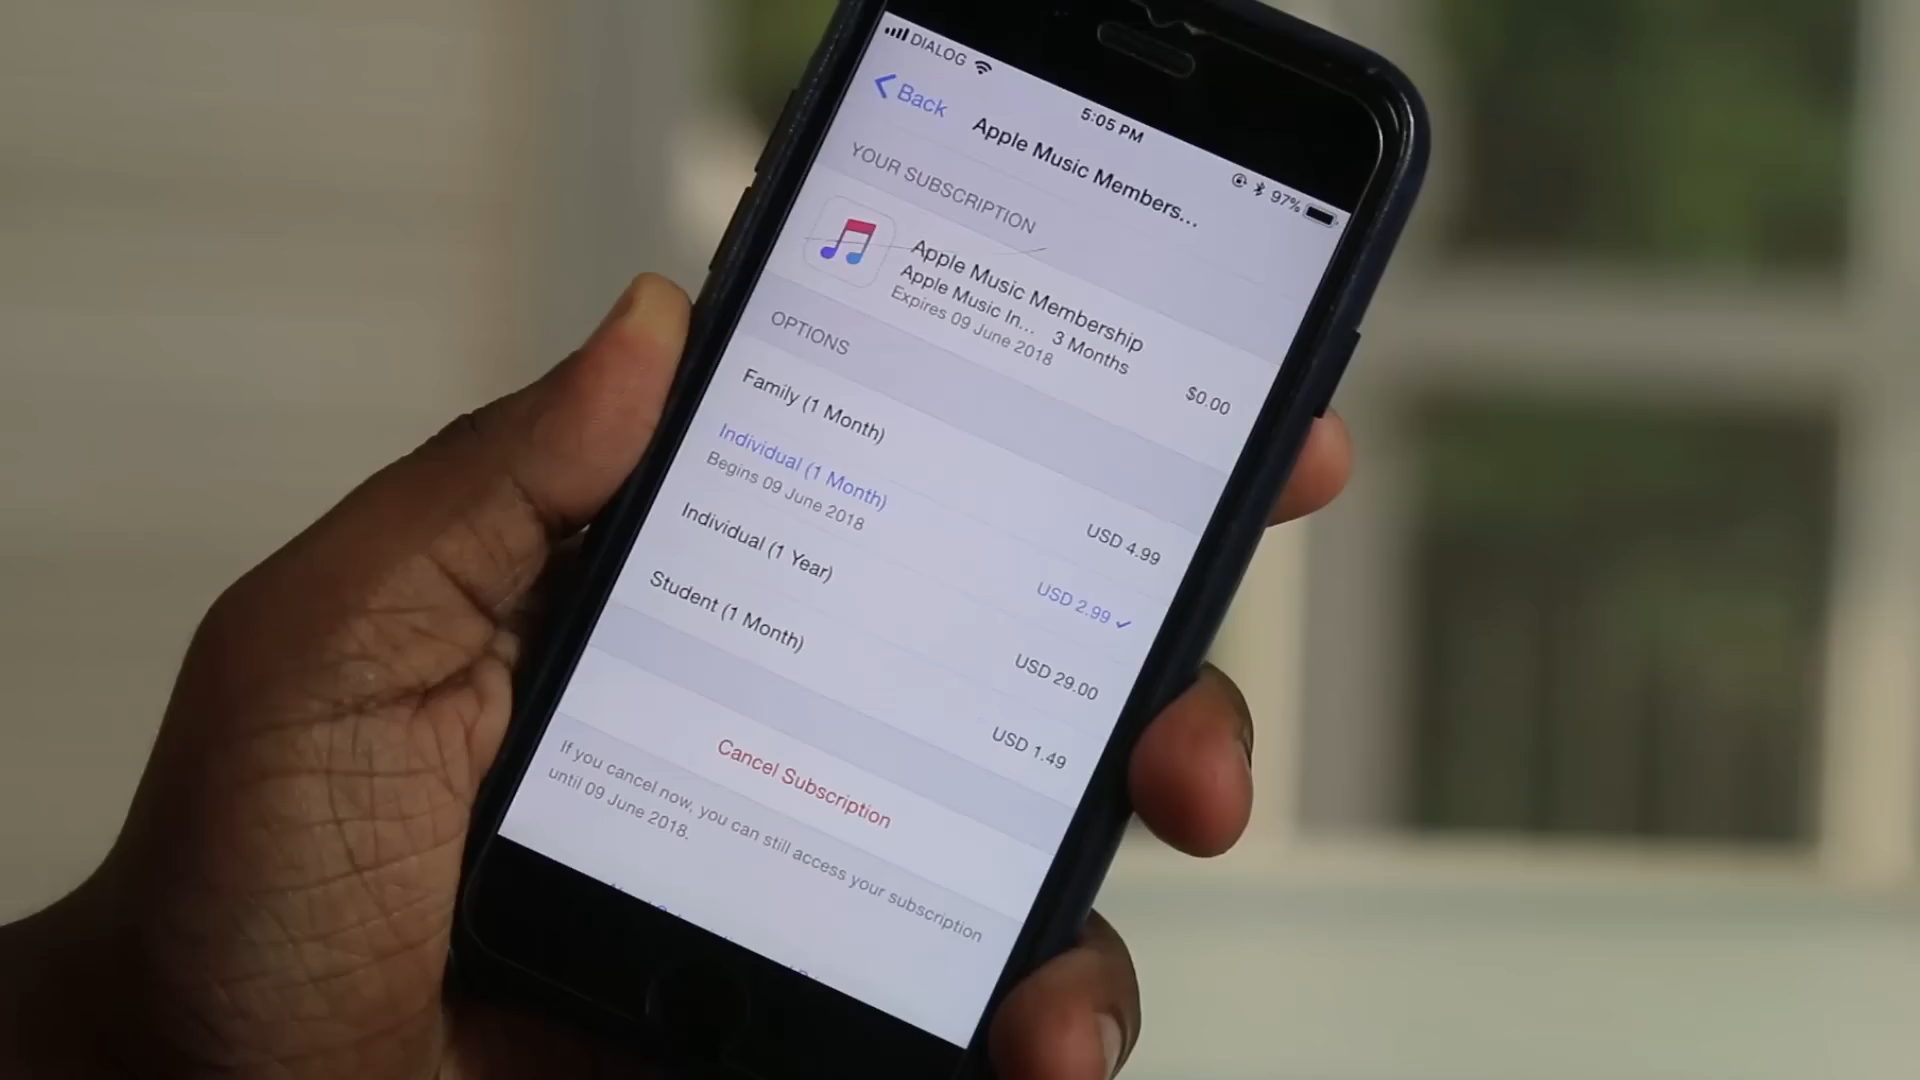 DIALOG
5:05 PM
97%
Back
Apple Music Members...
YOUR SUBSCRIPTION
Apple Music Membership
Apple Music In... 3 Months
Expires 09 June 2018
$0.00
OPTIONS
Family (1 Month) USD 4.99
Individual (1 Month) USD 2.99
Begins 09 June 2018
Individual (1 Year) USD 29.00
Student (1 Month) USD 1.49
Cancel Subscription
If you cancel now, you can still access your subscription
until 09 June 2018.